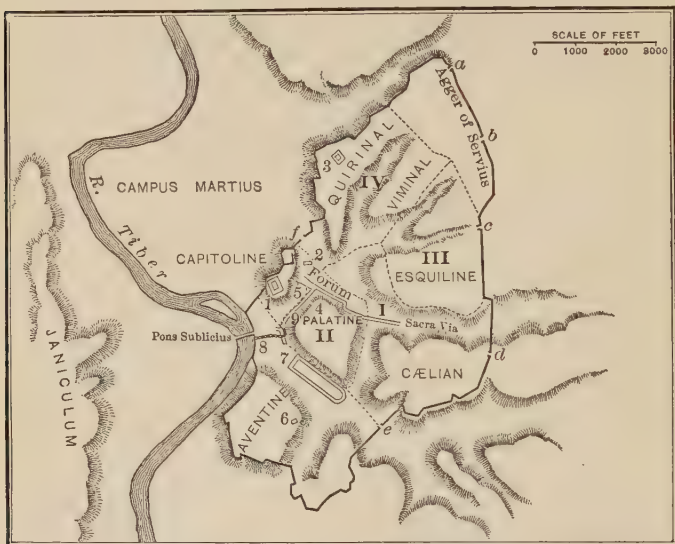 SCALE OF FEET
0 1000 2000 3000
a
Agger of Servius
b
3
QUIRINAL
IV
VIMINAL
R. Tiber
CAMPUS MARTIUS
c
CAPITOLINE
2
III
ESQUILINE
Forum
1
5
4
I
Sacra Via
9
PALATINE
II
Pons Sublicius
8
7
d
CÆLIAN
JANICULUM
AVENTINE
6
e